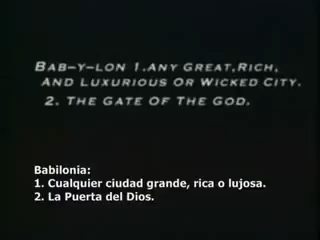 BAB-Y-LON 1.ANY GREAT,RICH,
AND LUXURIOUS OR WICKED CITY.
2. THE GATE OF THE GOD.
Babilonia:
1. Cualquier ciudad grande, rica o lujosa.
2. La Puerta del Dios.